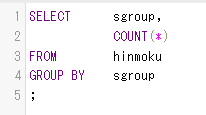 1 SELECT sgroup,
2 COUNT(*)
3 FROM hinmoku
4 GROUP BY sgroup
5 ;